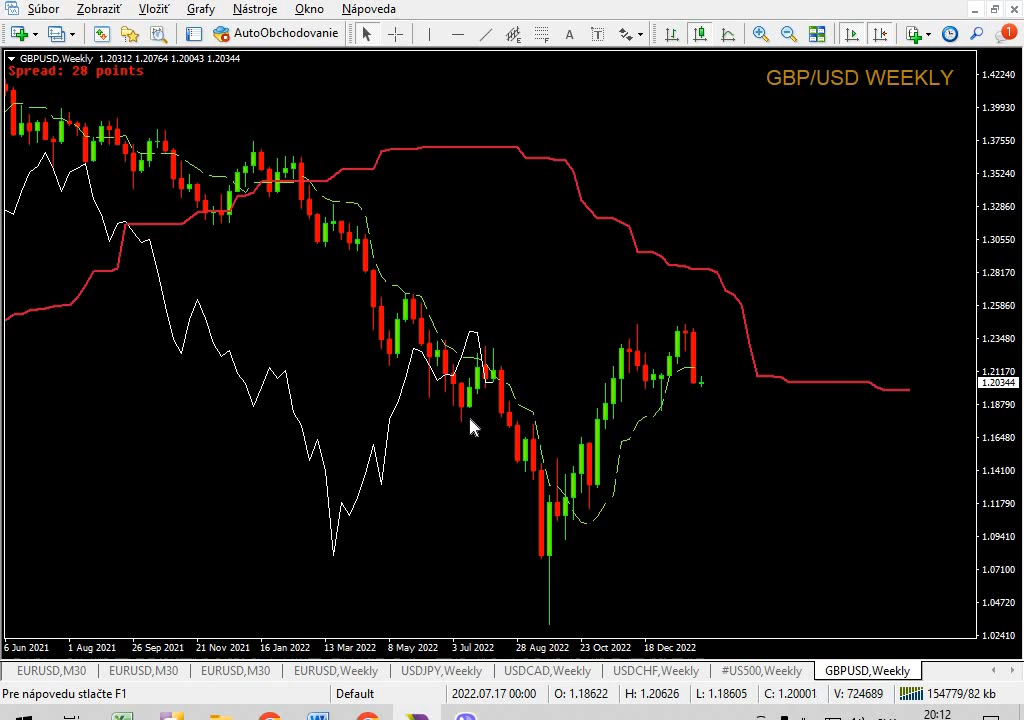 Súbor Zobraziť Vložiť Grafy Nástroje Okno Nápoveda
AutoObchodovanie
1
GBPUSD,Weekly 1.20312 1.20764 1.20043 1.20344
Spread: 28 points
GBP/USD WEEKLY
1.42240
1.39930
1.37550
1.35240
1.32860
1.30550
1.28170
1.25860
1.23480
1.21170
1.20344
1.18790
1.16480
1.14100
1.11790
1.09410
1.07100
1.04720
1.02410
6 Jun 2021 1 Aug 2021 26 Sep 2021 21 Nov 2021 16 Jan 2022 13 Mar 2022 8 May 2022 3 Jul 2022 28 Aug 2022 23 Oct 2022 18 Dec 2022
EURUSD,M30 EURUSD,M30 EURUSD,M30 EURUSD,Weekly USDJPY,Weekly USDCAD,Weekly USDCHF,Weekly #US500,Weekly GBPUSD,Weekly
Pre nápovedu stlačte F1 Default 2022.07.17 00:00 O: 1.18622 H: 1.20626 L: 1.18605 C: 1.20001 V: 724689 154779/82 kb
20:12